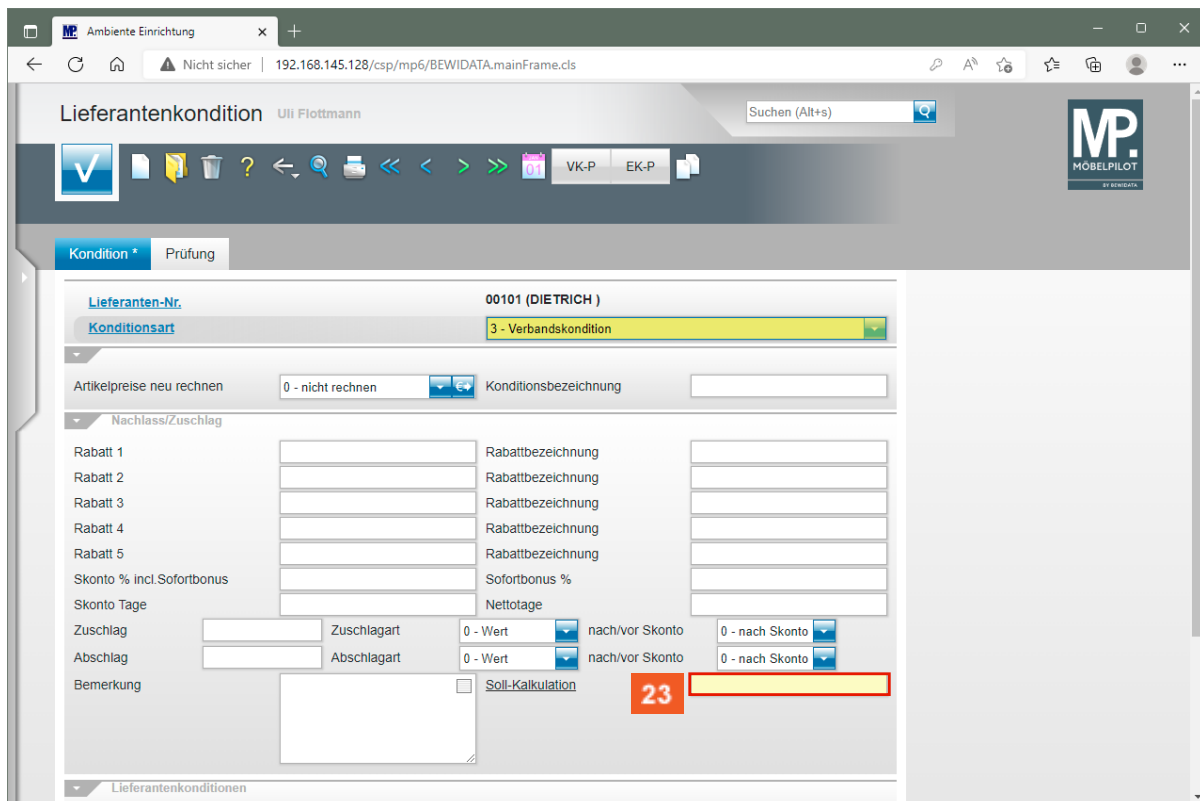 MP. Ambiente Einrichtung
Nicht sicher 192.168.145.128/csp/mp6/BEWIDATA.mainFrame.cls
Lieferantenkondition Uli Flottmann Suchen (Alt+s)
MP.
MÖBELPILOT
BY BEWIDATA
? 01 VK-P EK-P
Kondition * Prüfung
Lieferanten-Nr. 00101 (DIETRICH )
Konditionsart 3 - Verbandskondition
Artikelpreise neu rechnen 0 - nicht rechnen Konditionsbezeichnung
Nachlass/Zuschlag
Rabatt 1 Rabattbezeichnung
Rabatt 2 Rabattbezeichnung
Rabatt 3 Rabattbezeichnung
Rabatt 4 Rabattbezeichnung
Rabatt 5 Rabattbezeichnung
Skonto % incl.Sofortbonus Sofortbonus %
Skonto Tage Nettotage
Zuschlag Zuschlagart 0 - Wert nach/vor Skonto 0 - nach Skonto
Abschlag Abschlagart 0 - Wert nach/vor Skonto 0 - nach Skonto
Bemerkung Soll-Kalkulation 23
Lieferantenkonditionen